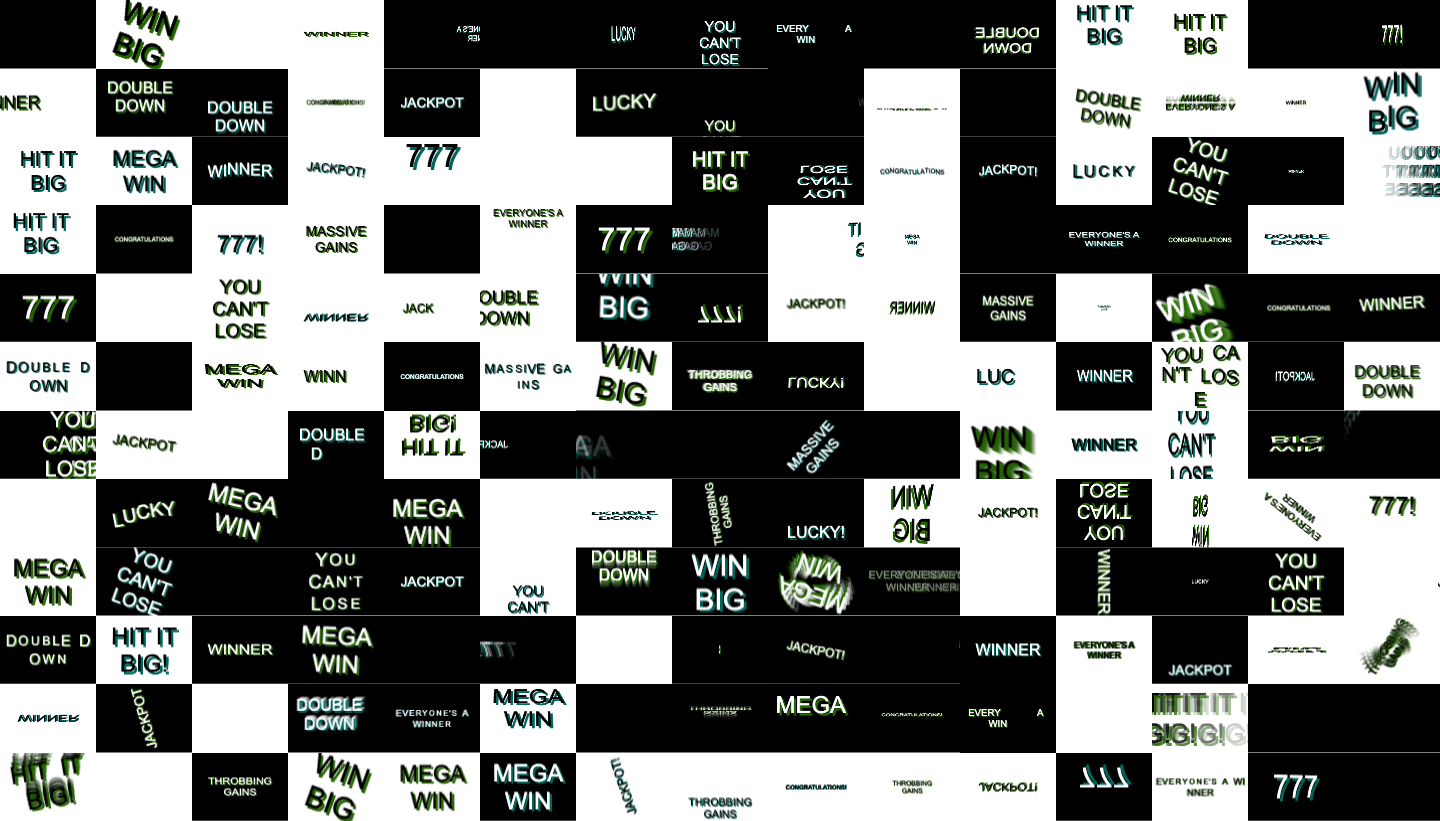 WIN
BIG
WINNER
LUCKY
YOU
CAN'T
LOSE
EVERY A
WIN
DOUBLE
DOWN
HIT IT
BIG
HIT IT
BIG
777!
NNER
DOUBLE
DOWN
DOUBLE
DOWN
CONGRATULATIONS!
JACKPOT
LUCKY
YOU
DOUBLE
DOWN
WINNER
EVERYONE'S A
WINNER
WIN
BIG
HIT IT
BIG
MEGA
WIN
WINNER
JACKPOT!
777
HIT IT
BIG
YOU
CAN'T
LOSE
CONGRATULATIONS
JACKPOT!
LUCKY
YOU
CAN'T
LOSE
WINNER
HIT IT
BIG
CONGRATULATIONS
777!
MASSIVE
GAINS
EVERYONE'S A
WINNER
777
MEGA
WIN
EVERYONE'S A
WINNER
CONGRATULATIONS
DOUBLE
DOWN
777
YOU
CAN'T
LOSE
WINNER
JACK
OUBLE
DOWN
WIN
BIG
777!
JACKPOT!
WINNER
MASSIVE
GAINS
WIN
BIG
CONGRATULATIONS
WINNER
DOUBLE D
OWN
MEGA
WIN
WINN
CONGRATULATIONS
MASSIVE GA
INS
WIN
BIG
THROBBING
GAINS
LUCKY!
LUC
WINNER
YOU CA
N'T LOS
E
JACKPOT!
DOUBLE
DOWN
YOU
CAN'T
LOSE
JACKPOT
DOUBLE
D
HIT IT
BIG!
MASSIVE
GAINS
WIN
BIG
WINNER
YOU
CAN'T
LOSE
WIN
BIG
LUCKY
MEGA
WIN
MEGA
WIN
DOUBLE
DOWN
THROBBING
GAINS
LUCKY!
WIN
BIG
JACKPOT!
YOU
CAN'T
LOSE
WIN
BIG
EVERYONE'S A
WINNER
777!
MEGA
WIN
YOU
CAN'T
LOSE
YOU
CAN'T
LOSE
JACKPOT
YOU
CAN'T
DOUBLE
DOWN
WIN
BIG
MEGA
WIN
EVERYONE'S A
WINNER
WINNER
LUCKY
YOU
CAN'T
LOSE
DOUBLE D
OWN
HIT IT
BIG!
WINNER
MEGA
WIN
777
JACKPOT!
WINNER
EVERYONE'S A
WINNER
JACKPOT
WINNER
JACKPOT
DOUBLE
DOWN
EVERYONE'S A
WINNER
MEGA
WIN
MEGA
CONGRATULATIONS!
EVERY A
WIN
HIT IT
BIG!
THROBBING
GAINS
WIN
BIG
MEGA
WIN
MEGA
WIN
JACKPOT!
THROBBING
GAINS
CONGRATULATIONS!
THROBBING
GAINS
JACKPOT!
777
EVERYONE'S A WI
NNER
777